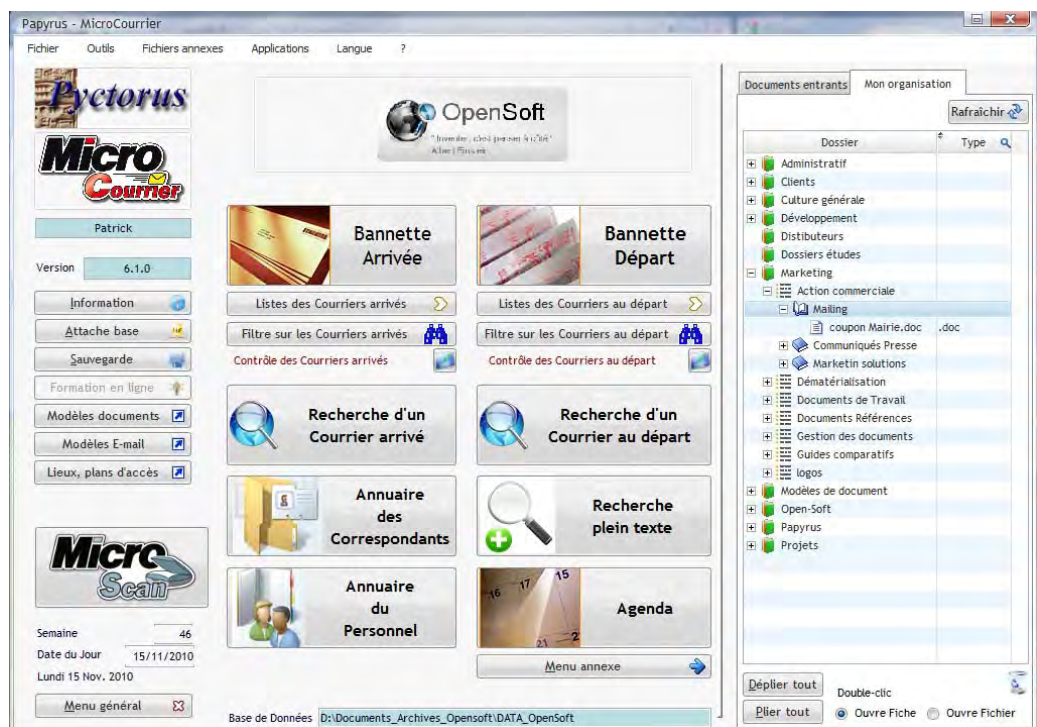 Papyrus - MicroCourrier
Fichier Outils Fichiers annexes Applications Langue ?
Pyctorus
Micro
Courrier
Patrick
Version 6.1.0
Information
Attache base
Sauvegarde
Formation en ligne
Modèles documents
Modèles E-mail
Lieux, plans d'accès
Micro
Scan
Semaine 46
Date du Jour 15/11/2010
Lundi 15 Nov. 2010
Menu général
OpenSoft
Bannette
Arrivée
Bannette
Départ
Listes des Courriers arrivés
Listes des Courriers au départ
Filtre sur les Courriers arrivés
Filtre sur les Courriers au départ
Contrôle des Courriers arrivés
Contrôle des Courriers au départ
Recherche d'un
Courrier arrivé
Recherche d'un
Courrier au départ
Annuaire
des
Correspondants
Recherche
plein texte
Annuaire
du
Personnel
15
17
16
21
22
Agenda
Menu annexe
Base de Données D:\Documents_Archives_Opensoft\DATA_OpenSoft
Documents entrants Mon organisation
Rafraîchir
Dossier Type
Administratif
Clients
Culture générale
Développement
Distibuteurs
Dossiers études
Marketing
Action commerciale
Mailing
coupon Mairie.doc .doc
Communiqués Presse
Marketin solutions
Dématérialisation
Documents de Travail
Documents Références
Gestion des documents
Guides comparatifs
logos
Modèles de document
Open-Soft
Papyrus
Projets
Déplier tout
Double-clic
Plier tout
Ouvre Fiche Ouvre Fichier